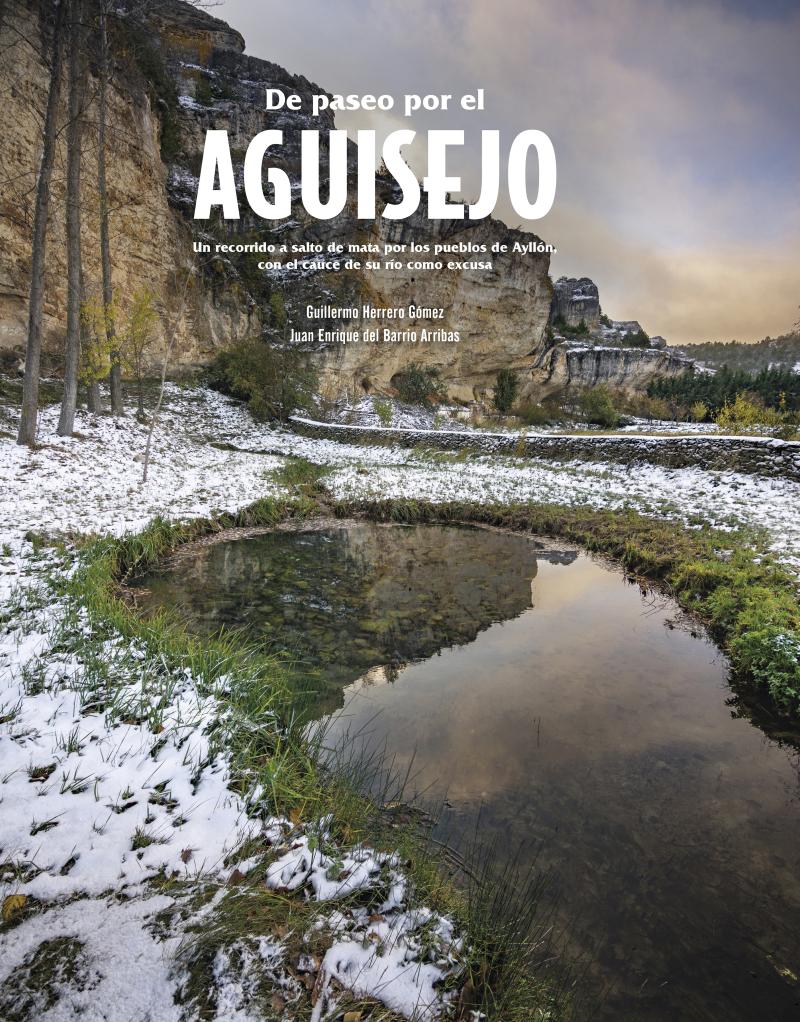 De paseo por el
AGUISEJO
Un recorrido a salto de mata por los pueblos de Ayllón,
con el cauce de su río como excusa
Guillermo Herrero Gómez
Juan Enrique del Barrio Arribas